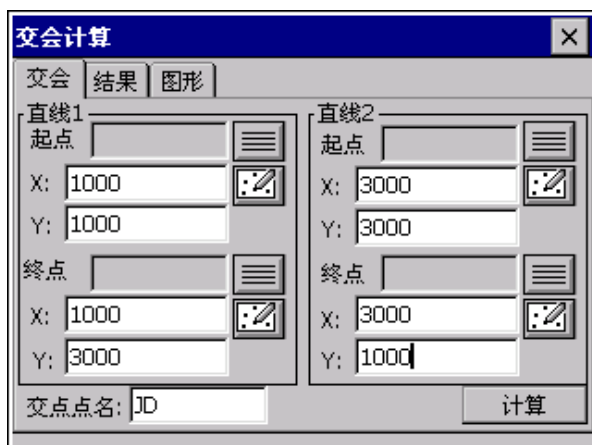 交会计算
交会 结果 图形
直线1
起点
X: 1000
Y: 1000
终点
X: 1000
Y: 3000
直线2
起点
X: 3000
Y: 3000
终点
X: 3000
Y: 1000
交点点名: JD
计算